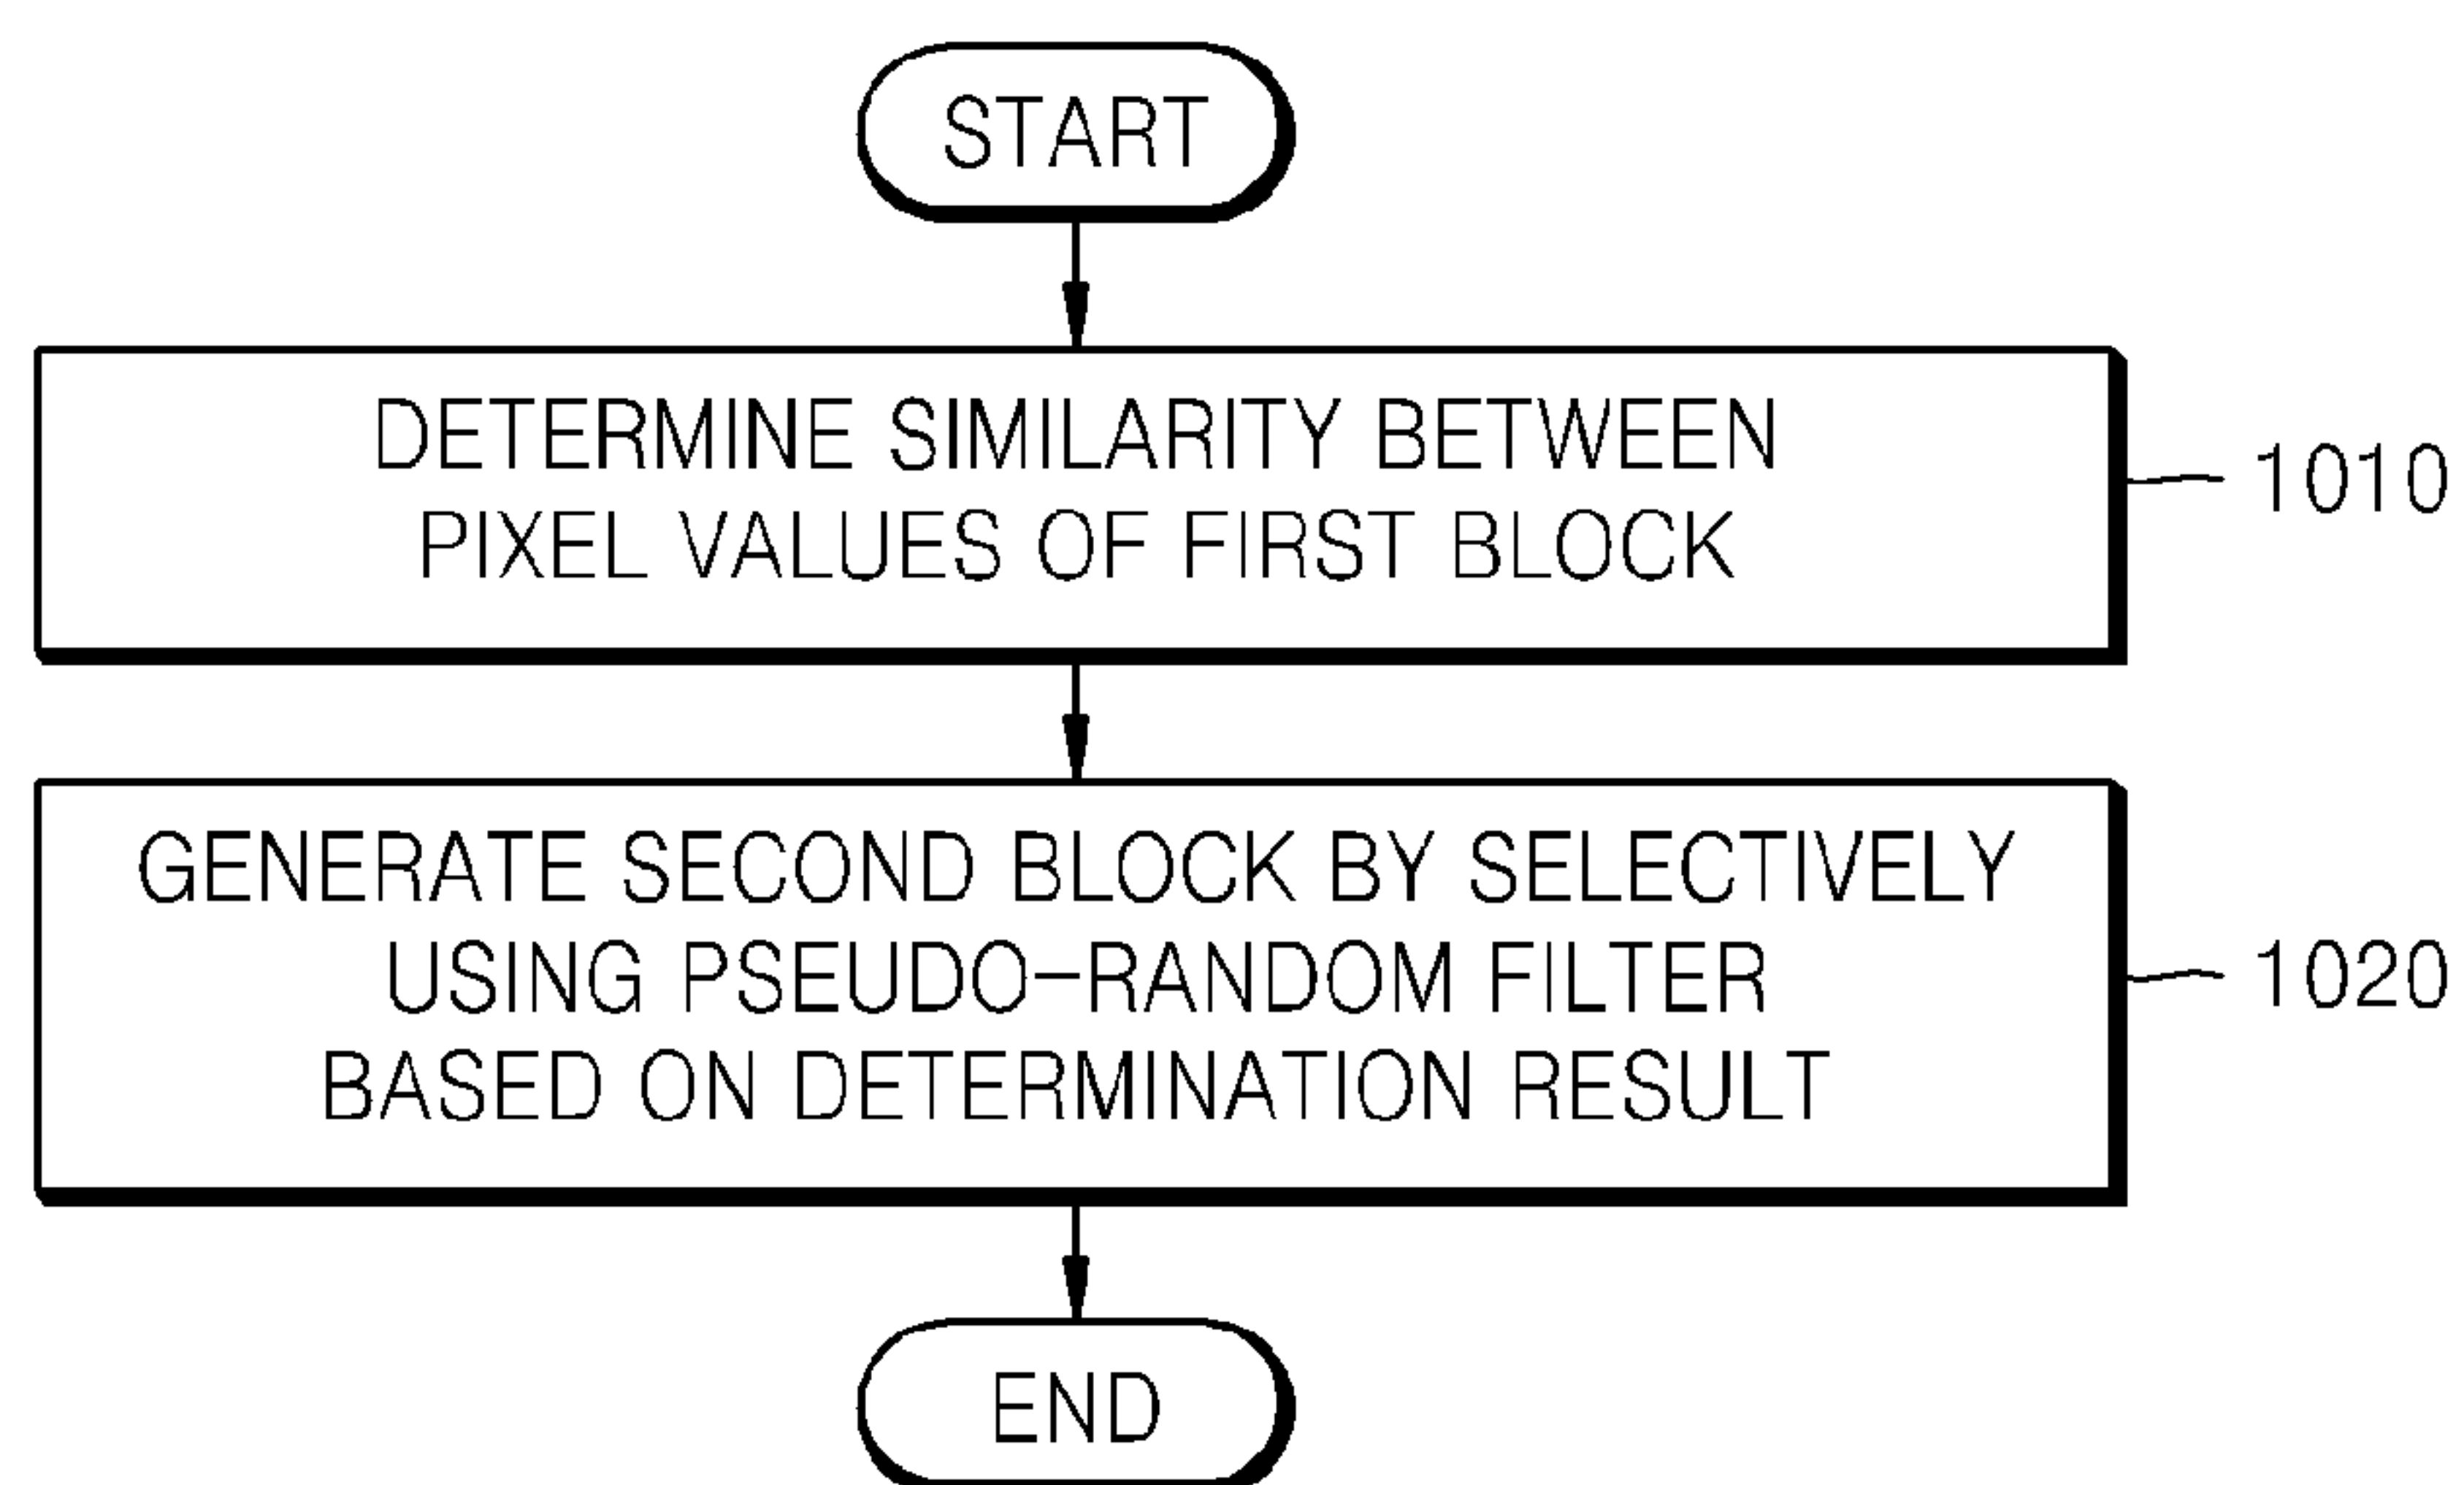 START
DETERMINE SIMILARITY BETWEEN
PIXEL VALUES OF FIRST BLOCK
1010
GENERATE SECOND BLOCK BY SELECTIVELY
USING PSEUDO-RANDOM FILTER
BASED ON DETERMINATION RESULT
1020
END